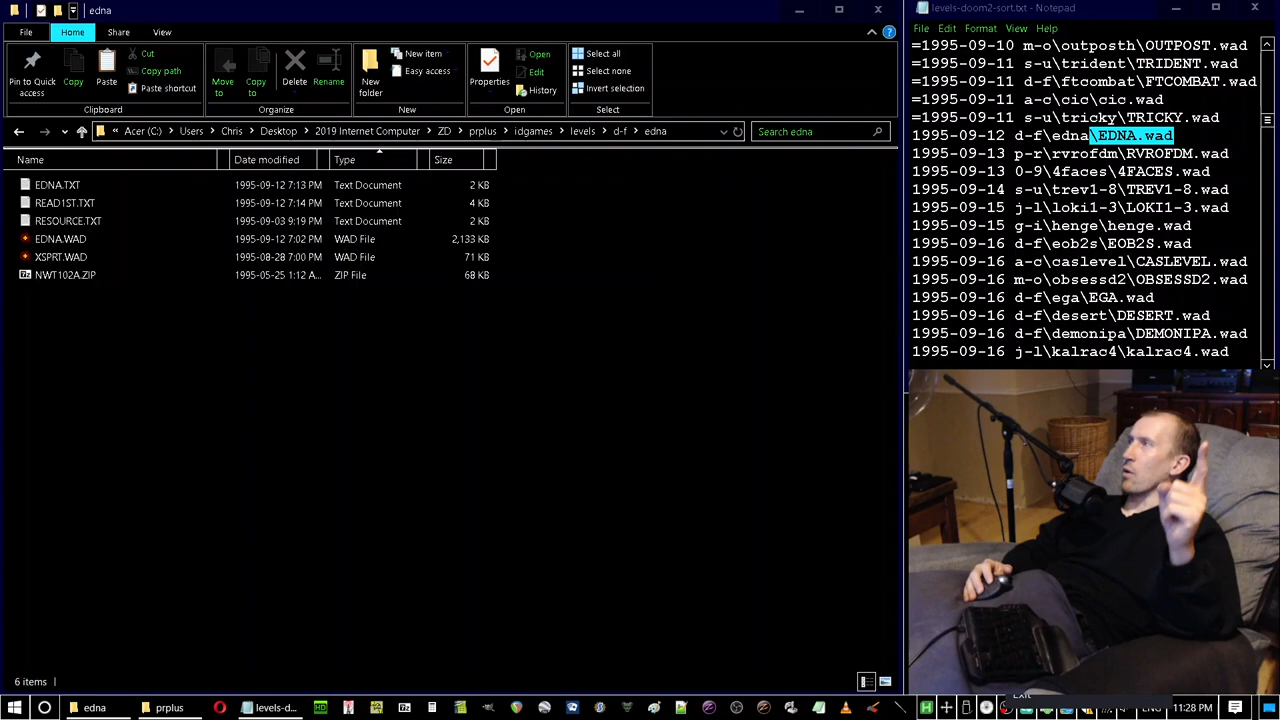 edna
File Home Share View
Pin to Quick access
Copy
Paste
Cut
Copy path
Paste shortcut
Clipboard
Move to
Copy to
Delete
Rename
Organize
New folder
New item
Easy access
New
Properties
Open
Edit
History
Open
Select all
Select none
Invert selection
Select
« Users > Chris > Desktop > 2019 Internet Computer > ZD > prplus > idgames > levels > d-f > edna
Acer (C:)
Search edna
Name Date modified Type Size
EDNA.TXT 1995-09-12 7:13 PM Text Document 2 KB
READ1ST.TXT 1995-09-12 7:14 PM Text Document 4 KB
RESOURCE.TXT 1995-09-03 9:19 PM Text Document 2 KB
EDNA.WAD 1995-09-12 7:02 PM WAD File 2,133 KB
XSPRT.WAD 1995-08-28 7:00 PM WAD File 71 KB
NWT102A.ZIP 1995-05-25 1:12 A... ZIP File 68 KB
6 items
levels-doom2-sort.txt - Notepad
File Edit Format View Help
=1995-09-10 m-o\outposth\OUTPOST.wad
=1995-09-11 s-u\trident\TRIDENT.wad
=1995-09-11 d-f\ftcombat\FTCOMBAT.wad
=1995-09-11 a-c\cic\cic.wad
=1995-09-11 s-u\tricky\TRICKY.wad
1995-09-12 d-f\edna\EDNA.wad
1995-09-13 p-r\rvrofdm\RVROFDM.wad
1995-09-13 0-9\4faces\4FACES.wad
1995-09-14 s-u\trev1-8\TREV1-8.wad
1995-09-15 j-l\loki1-3\LOKI1-3.wad
1995-09-15 g-i\henge\henge.wad
1995-09-16 d-f\eob2s\EOB2S.wad
1995-09-16 a-c\caslevel\CASLEVEL.wad
1995-09-16 m-o\obsessd2\OBSESSD2.wad
1995-09-16 d-f\ega\EGA.wad
1995-09-16 d-f\desert\DESERT.wad
1995-09-16 d-f\demonipa\DEMONIPA.wad
1995-09-16 j-l\kalrac4\kalrac4.wad
Exit
edna
prplus
levels-d...
ENG
11:28 PM